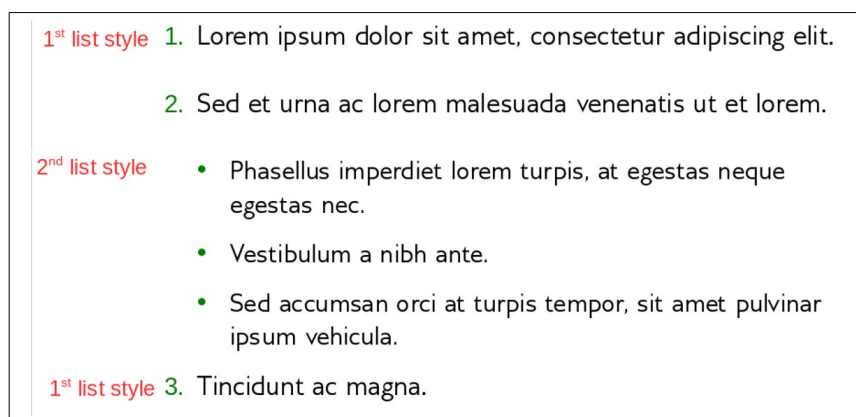 1st list style 1. Lorem ipsum dolor sit amet, consectetur adipiscing elit.
2. Sed et urna ac lorem malesuada venenatis ut et lorem.
2nd list style • Phasellus imperdiet lorem turpis, at egestas neque
egestas nec.
• Vestibulum a nibh ante.
• Sed accumsan orci at turpis tempor, sit amet pulvinar
ipsum vehicula.
1st list style 3. Tincidunt ac magna.